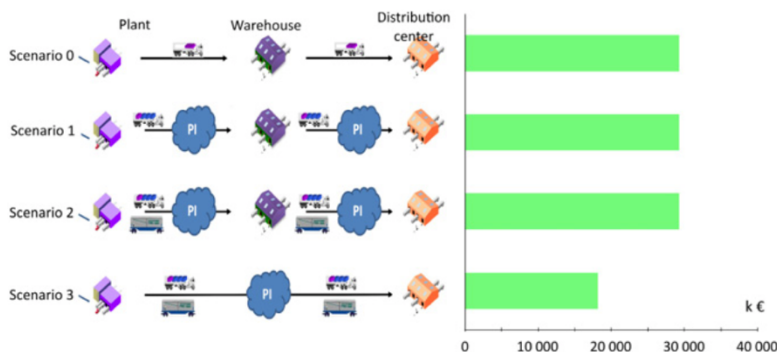 Plant
Warehouse
Distribution
center
Scenario 0
Scenario 1
PI
PI
Scenario 2
PI
PI
Scenario 3
PI
k €
0
10 000
20 000
30 000
40 000